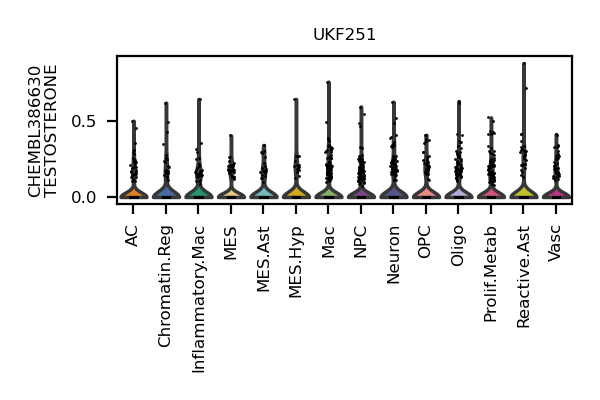 UKF251
CHEMBL386630
TESTOSTERONE
0.5
0.0
AC
Chromatin.Reg
Inflammatory.Mac
MES
MES.Ast
MES.Hyp
Mac
NPC
Neuron
OPC
Oligo
Prolif.Metab
Reactive.Ast
Vasc